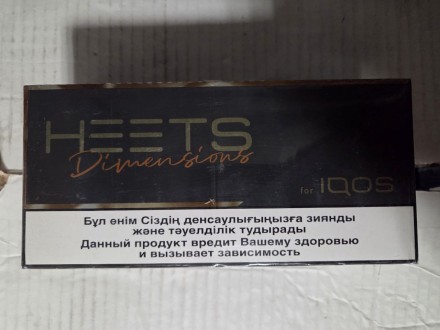 HEETS
Dimensions
for IQOS
Бұл өнім Сіздің денсаулығыңызға зиянды
және тәуелділік тудырады
Данный продукт вредит Вашему здоровью
и вызывает зависимость